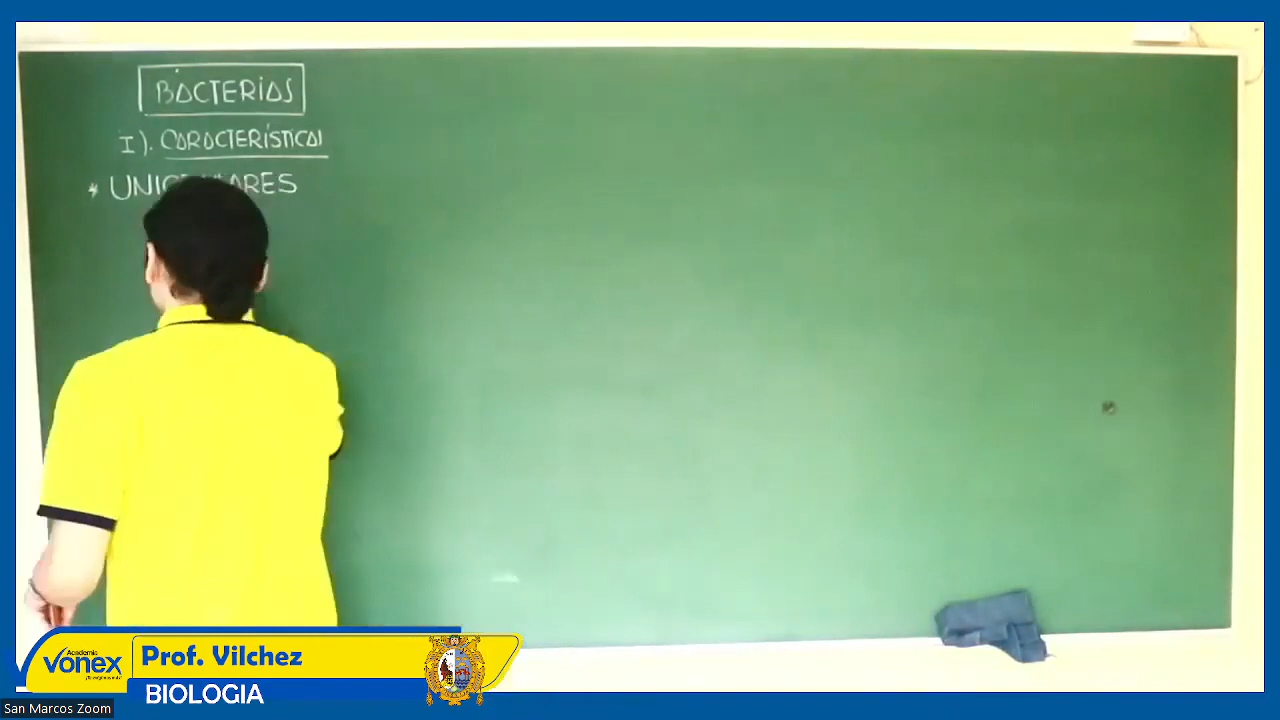 BACTERIAS
I). CARACTERÍSTICAS
* UNICELULARES
Academia
vonex
Prof. Vilchez
BIOLOGIA
San Marcos Zoom